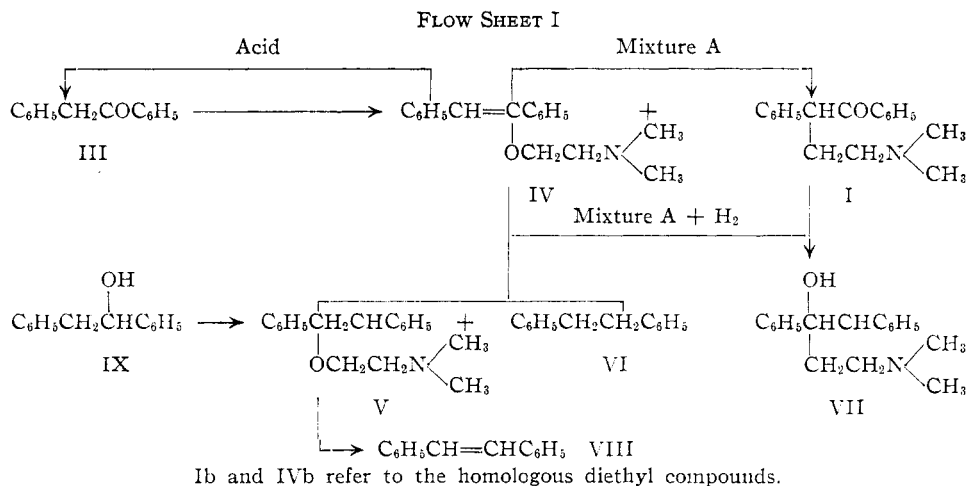 FLOW SHEET I
Acid Mixture A
C₆H₅CH₂COC₆H₅ C₆H₅CH=CC₆H₅ + C₆H₅CHCOC₆H₅
III OCH₂CH₂N CH₃ CH₃ CH₂CH₂N CH₃ CH₃
IV I
Mixture A + H₂
OH OH
C₆H₅CH₂CHC₆H₅ C₆H₅CH₂CHC₆H₅ + C₆H₅CH₂CH₂C₆H₅ C₆H₅CHCHC₆H₅
IX OCH₂CH₂N CH₃ CH₃ VI CH₂CH₂N CH₃ CH₃
V VII
C₆H₅CH=CHC₆H₅ VIII
Ib and IVb refer to the homologous diethyl compounds.